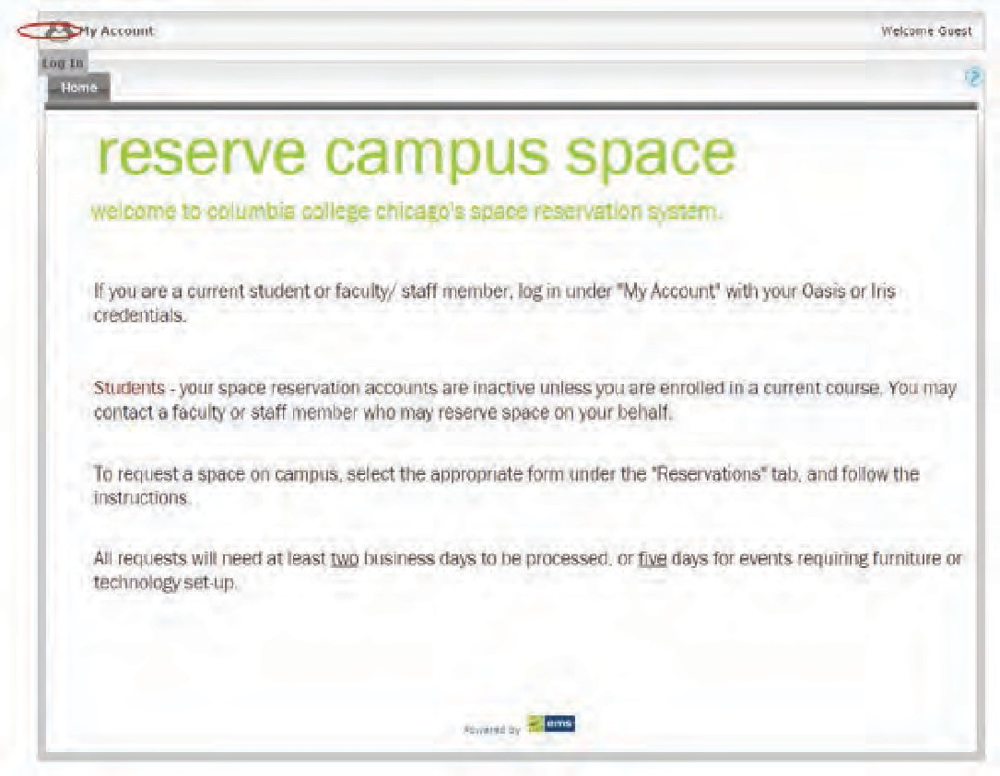 My Account
Welcome Guest
Log In
Home
?
reserve campus space
welcome to columbia college chicago's space reservation system.
If you are a current student or faculty/ staff member, log in under "My Account" with your Oasis or Iris
credentials.
Students - your space reservation accounts are inactive unless you are enrolled in a current course. You may
contact a faculty or staff member who may reserve space on your behalf.
To request a space on campus, select the appropriate form under the "Reservations" tab, and follow the
instructions.
All requests will need at least two business days to be processed, or five days for events requiring furniture or
technology set-up.
Powered by ems